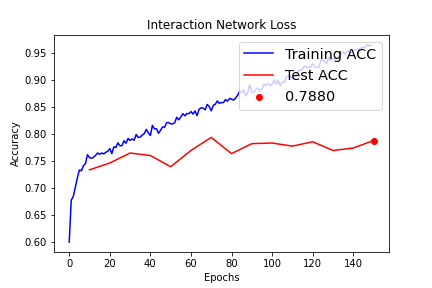 Interaction Network Loss
Training ACC
Test ACC
0.7880
Accuracy
0.95
0.90
0.85
0.80
0.75
0.70
0.65
0.60
0 20 40 60 80 100 120 140
Epochs